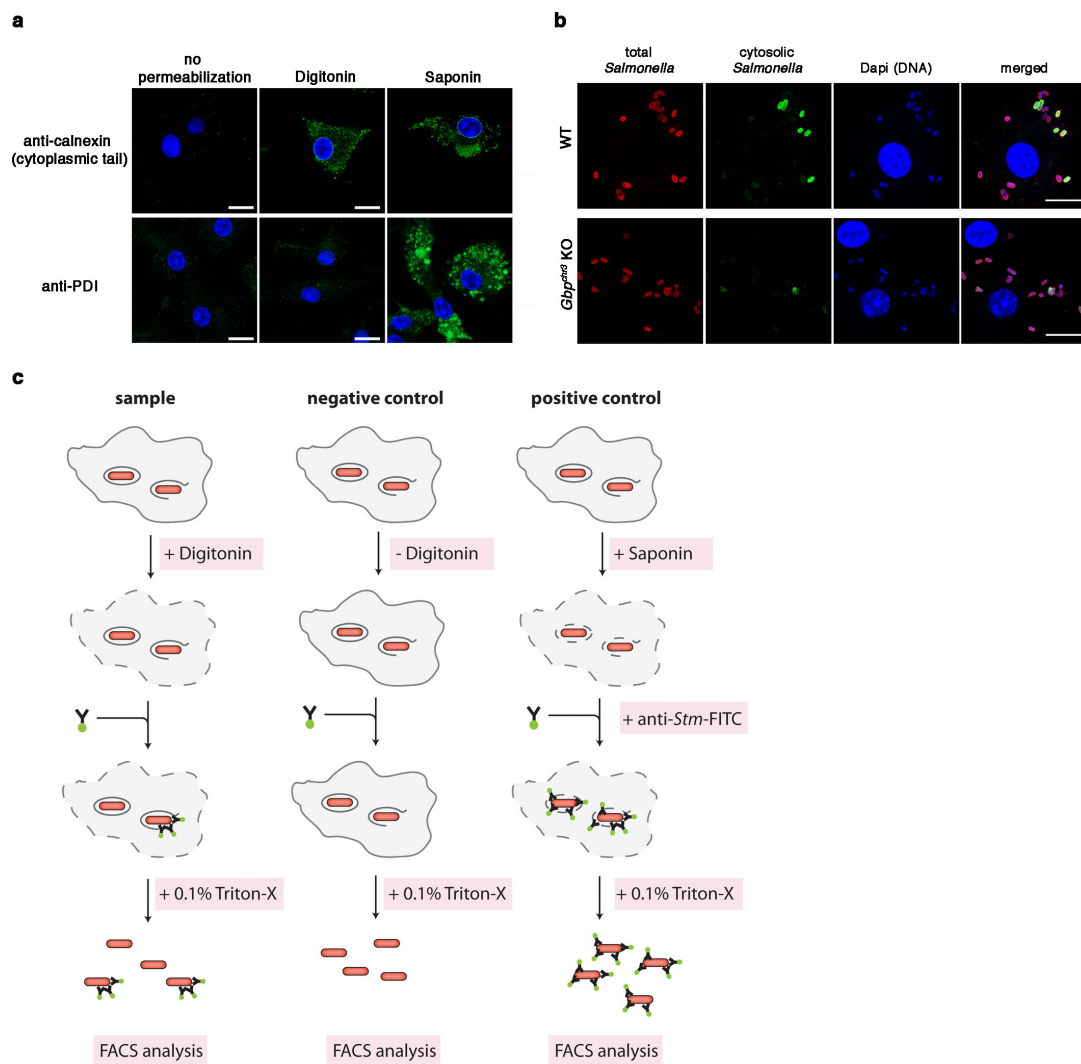 a
no
permeabilization
Digitonin
Saponin
anti-calnexin
(cytoplasmic tail)
anti-PDI
b
total
Salmonella
cytosolic
Salmonella
Dapi (DNA)
merged
WT
Gbpchr3 KO
c
sample
negative control
positive control
+ Digitonin
- Digitonin
+ Saponin
+ anti-Stm-FITC
+ 0.1% Triton-X
+ 0.1% Triton-X
+ 0.1% Triton-X
FACS analysis
FACS analysis
FACS analysis